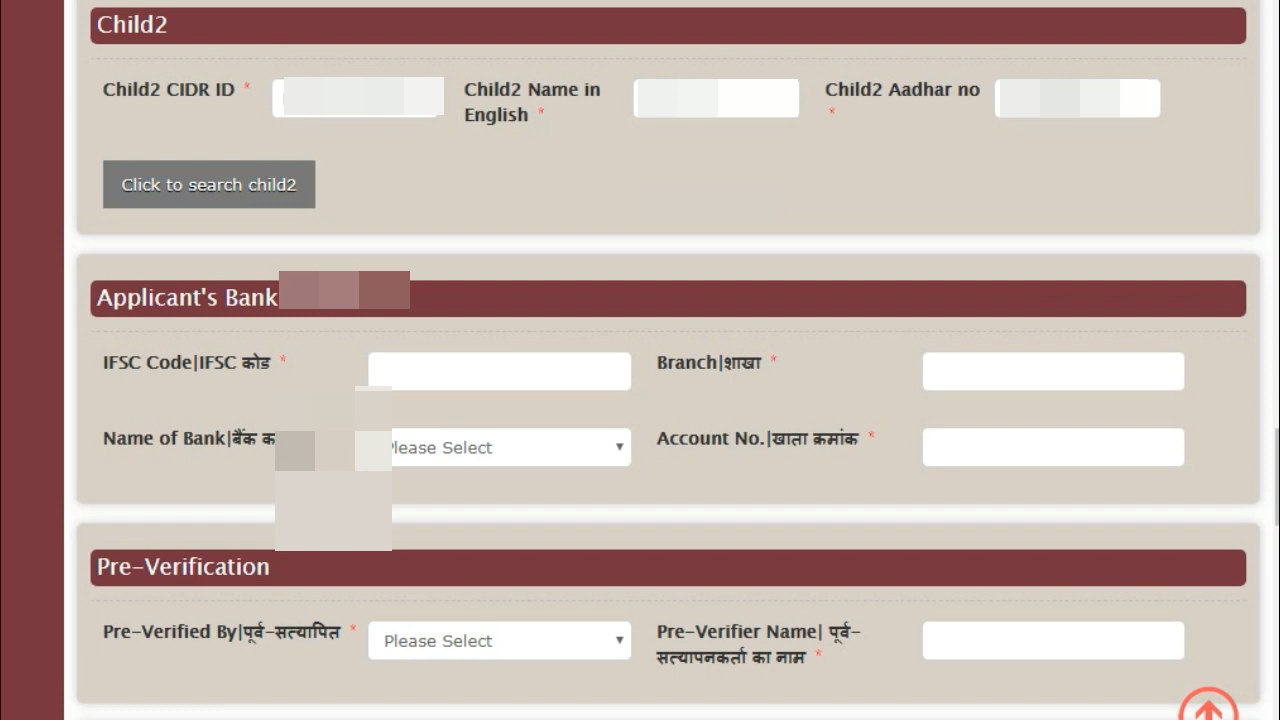 Child2
Child2 CIDR ID *
Child2 Name in
English *
Child2 Aadhar no
*
Click to search child2
Applicant's Bank
IFSC Code|IFSC कोड *
Branch|शाखा *
Name of Bank|बैंक
Please Select
Account No.|खाता क्रमांक *
Pre-Verification
Pre-Verified By|पूर्व-सत्यापित *
Please Select
Pre-Verifier Name| पूर्व-
सत्यापनकर्ता का नाम *